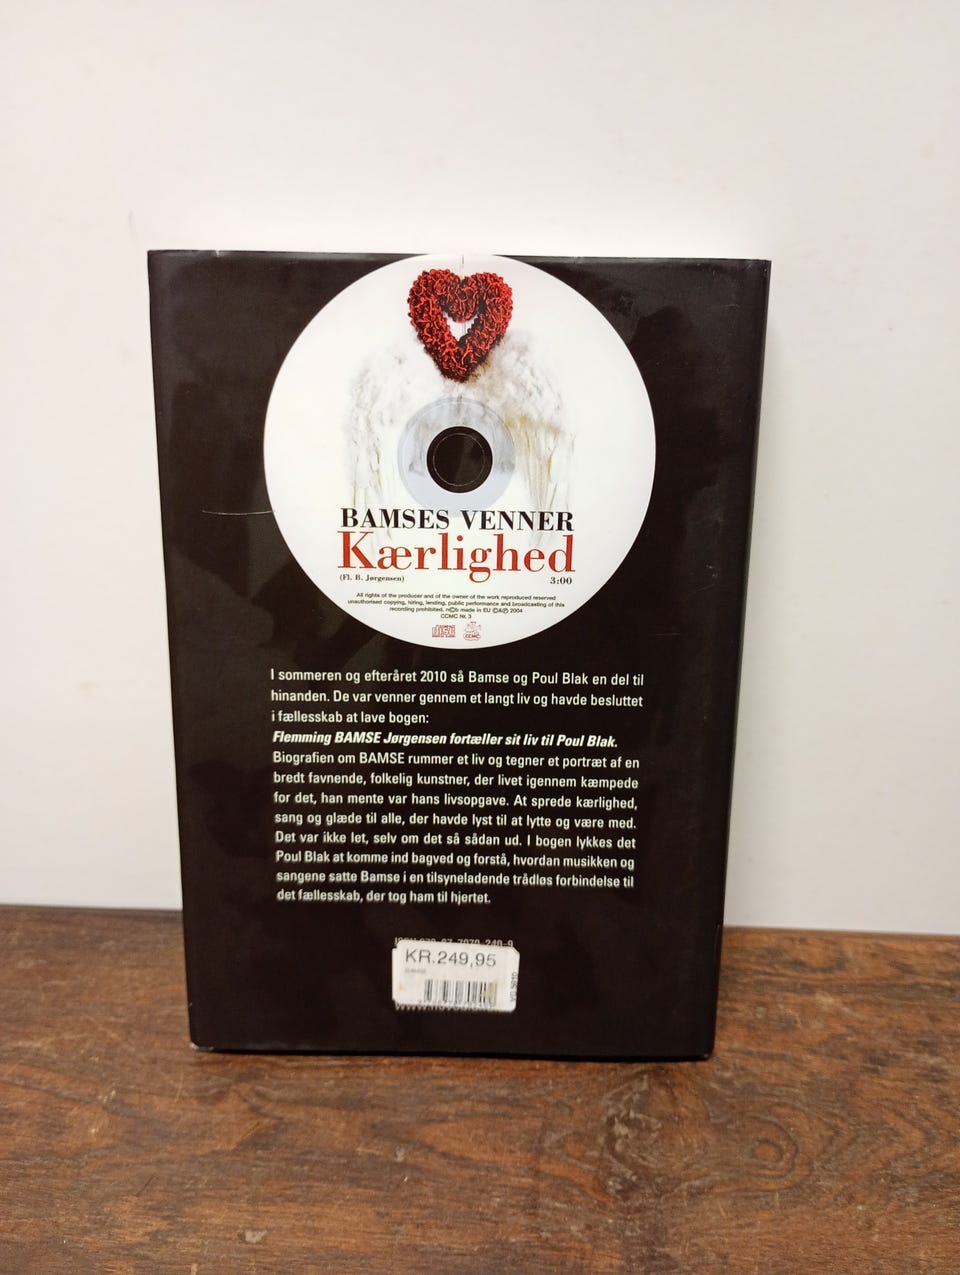 BAMSES VENNER
Kærlighed
(Fl. B. Jørgensen) 3:00
All rights of the producer and of the owner of the work reproduced reserved
unauthorised copying, hiring, lending, public performance and broadcasting of this
recording prohibited. n©b made in EU ©&℗ 2004
CCMC Nr. 3
COMPACT
disc
CCMC
I sommeren og efteråret 2010 så Bamse og Poul Blak en del til
hinanden. De var venner gennem et langt liv og havde besluttet
i fællesskab at lave bogen:
Flemming BAMSE Jørgensen fortæller sit liv til Poul Blak.
Biografien om BAMSE rummer et liv og tegner et portræt af en
bredt favnende, folkelig kunstner, der livet igennem kæmpede
for det, han mente var hans livsopgave. At sprede kærlighed,
sang og glæde til alle, der havde lyst til at lytte og være med.
Det var ikke let, selv om det så sådan ud. I bogen lykkes det
Poul Blak at komme ind bagved og forstå, hvordan musikken og
sangene satte Bamse i en tilsyneladende trådløs forbindelse til
det fællesskab, der tog ham til hjertet.
KR.249,95